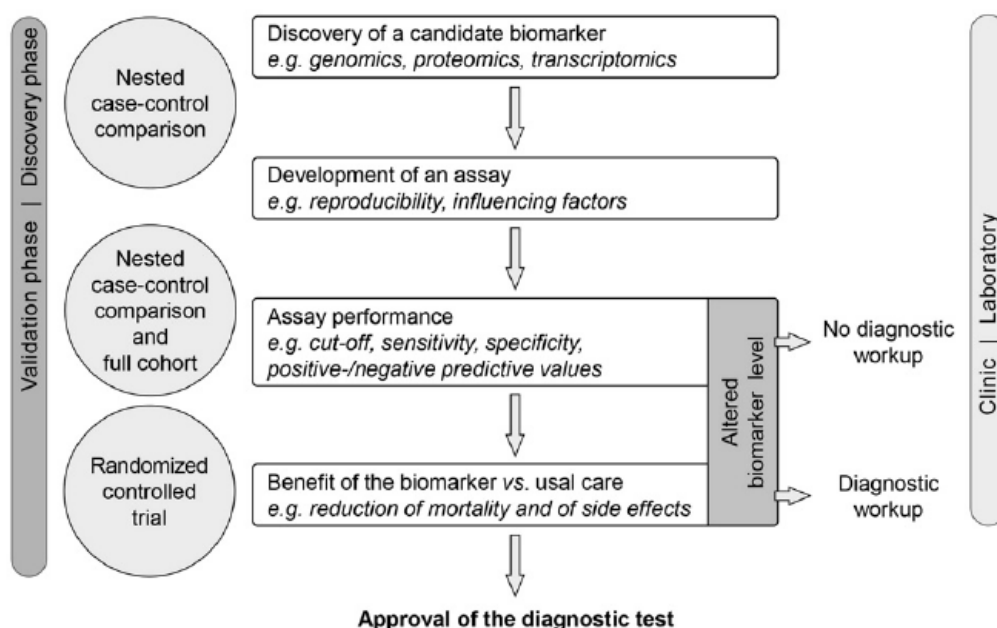 Validation phase | Discovery phase
Nested
case-control
comparison
Nested
case-control
comparison
and
full cohort
Randomized
controlled
trial
Discovery of a candidate biomarker
e.g. genomics, proteomics, transcriptomics
Development of an assay
e.g. reproducibility, influencing factors
Assay performance
e.g. cut-off, sensitivity, specificity,
positive-/negative predictive values
Benefit of the biomarker vs. usal care
e.g. reduction of mortality and of side effects
Altered
biomarker level
No diagnostic
workup
Diagnostic
workup
Clinic | Laboratory
Approval of the diagnostic test